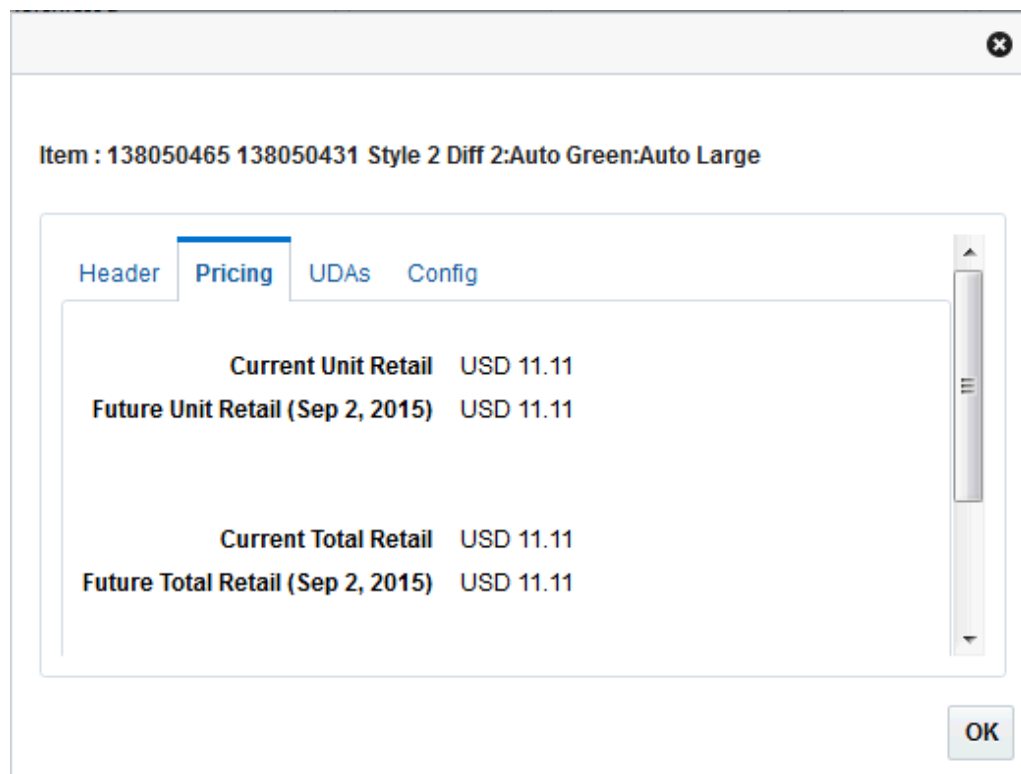 Item : 138050465 138050431 Style 2 Diff 2:Auto Green:Auto Large
Header Pricing UDAs Config
Current Unit Retail USD 11.11
Future Unit Retail (Sep 2, 2015) USD 11.11
Current Total Retail USD 11.11
Future Total Retail (Sep 2, 2015) USD 11.11
OK